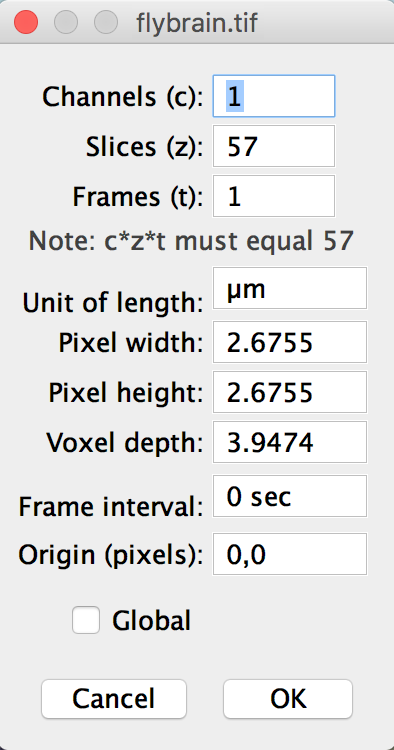 flybrain.tif
Channels (c): 1
Slices (z): 57
Frames (t): 1
Note: c*z*t must equal 57
Unit of length: µm
Pixel width: 2.6755
Pixel height: 2.6755
Voxel depth: 3.9474
Frame interval: 0 sec
Origin (pixels): 0,0
Global
Cancel OK